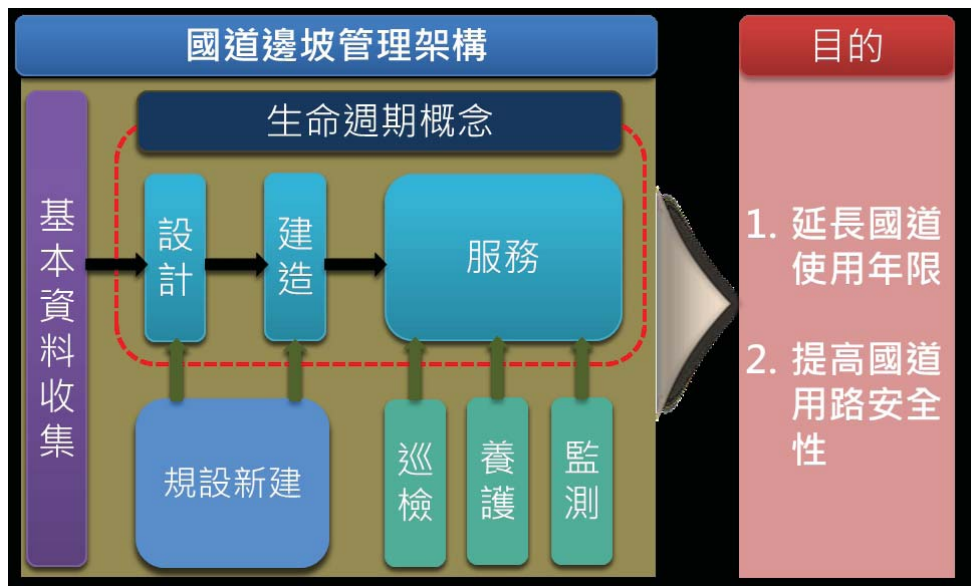 國道邊坡管理架構
目的
生命週期概念
基本資料收集
設計
建造
服務
規設新建
巡檢
養護
監測
1. 延長國道
使用年限
2. 提高國道
用路安全
性